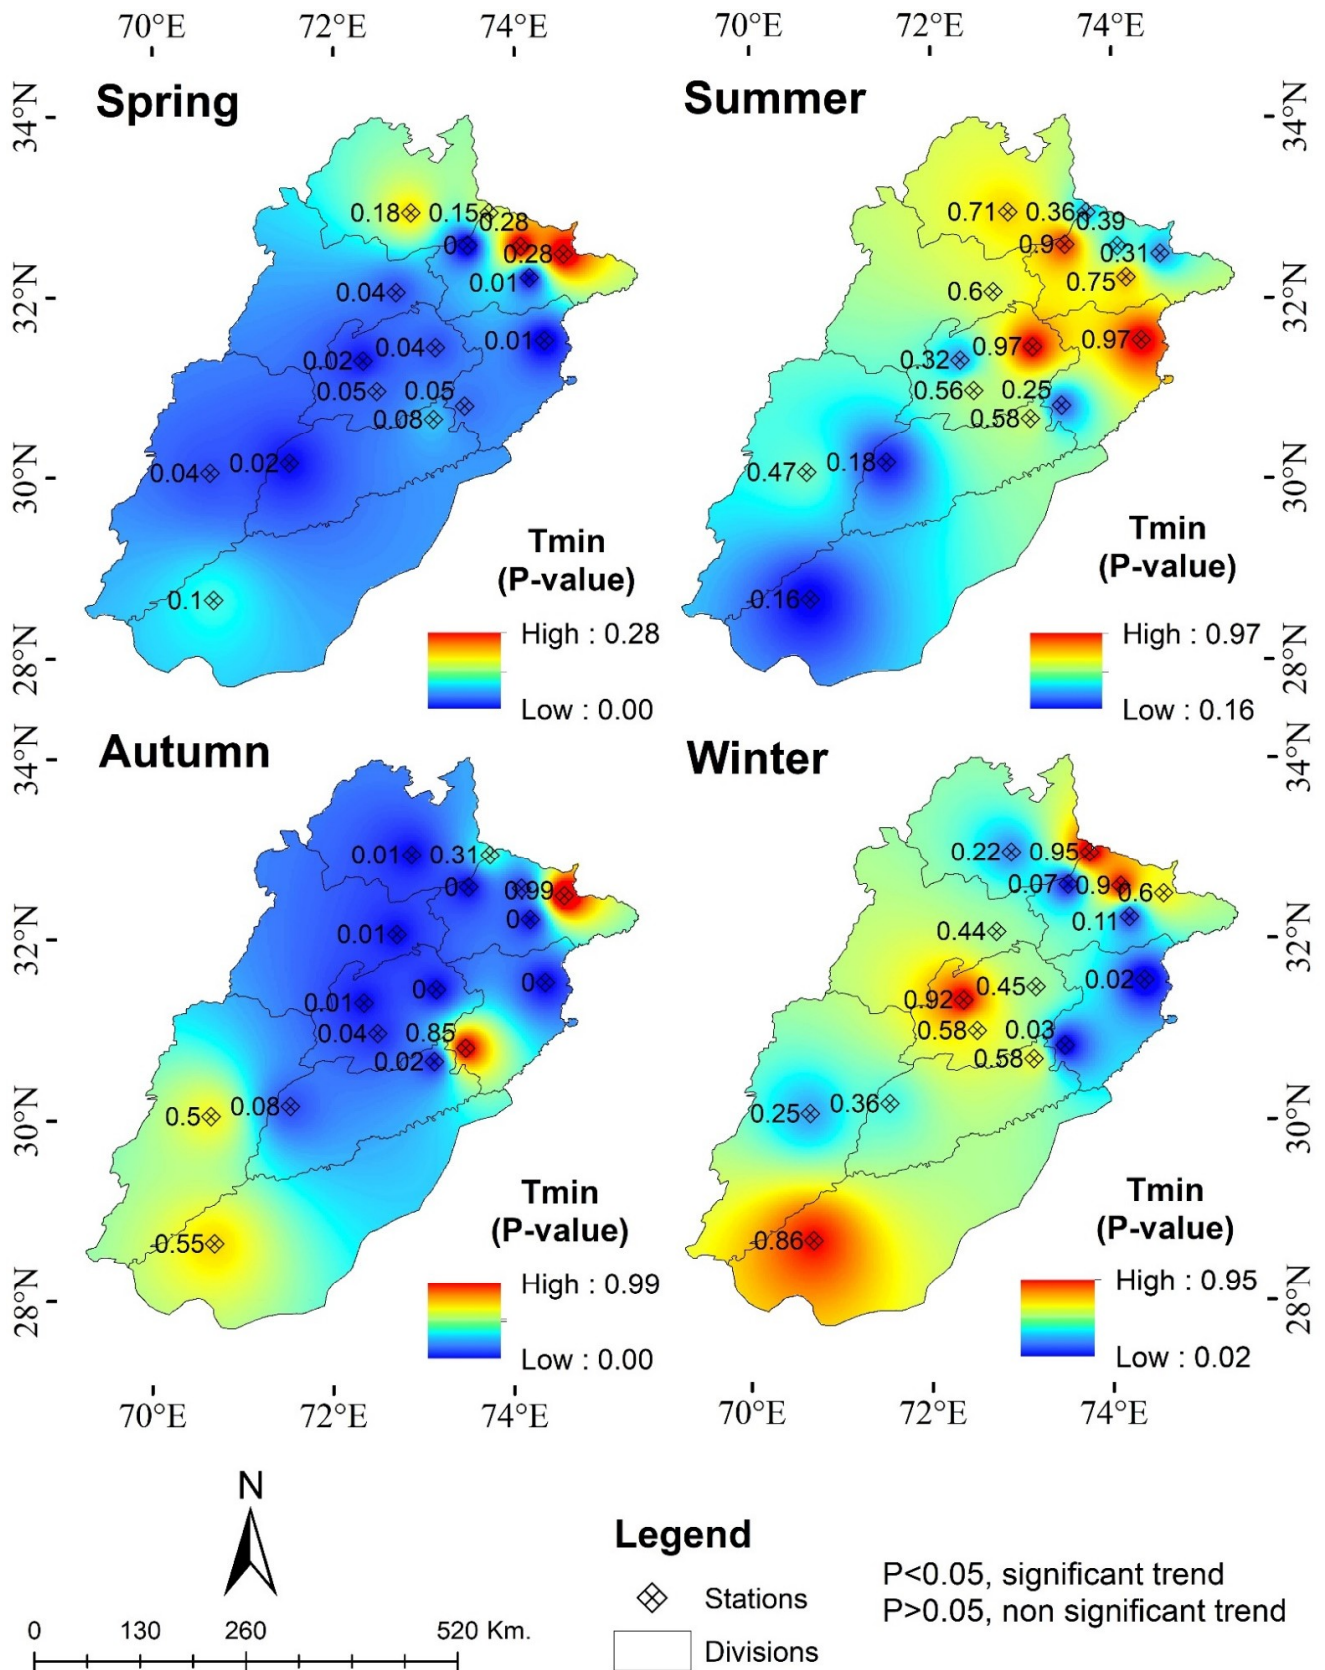 70°E 72°E 74°E 70°E 72°E 74°E
Spring
Summer
34°N
34°N
0.18
0.15
0.28
0
0.28
0.01
0.04
0.02
0.04
0.01
0.05
0.05
0.08
0.04
0.02
0.1
32°N
30°N
28°N
Tmin
(P-value)
High : 0.28
Low : 0.00
0.71
0.36
0.39
0.9
0.31
0.75
0.6
0.97
0.97
0.32
0.56
0.25
0.58
0.47
0.18
0.16
32°N
30°N
28°N
Tmin
(P-value)
High : 0.97
Low : 0.16
Autumn
Winter
34°N
34°N
0.01
0.31
0
0.99
0
0.01
0.01
0
0
0.04
0.85
0.02
0.5
0.08
0.55
32°N
30°N
28°N
Tmin
(P-value)
High : 0.99
Low : 0.00
0.22
0.95
0.07
0.9
0.6
0.11
0.44
0.92
0.45
0.02
0.58
0.03
0.58
0.25
0.36
0.86
32°N
30°N
28°N
Tmin
(P-value)
High : 0.95
Low : 0.02
70°E 72°E 74°E 70°E 72°E 74°E
N
0 130 260 520 Km.
Legend
Stations
Divisions
P<0.05, significant trend
P>0.05, non significant trend